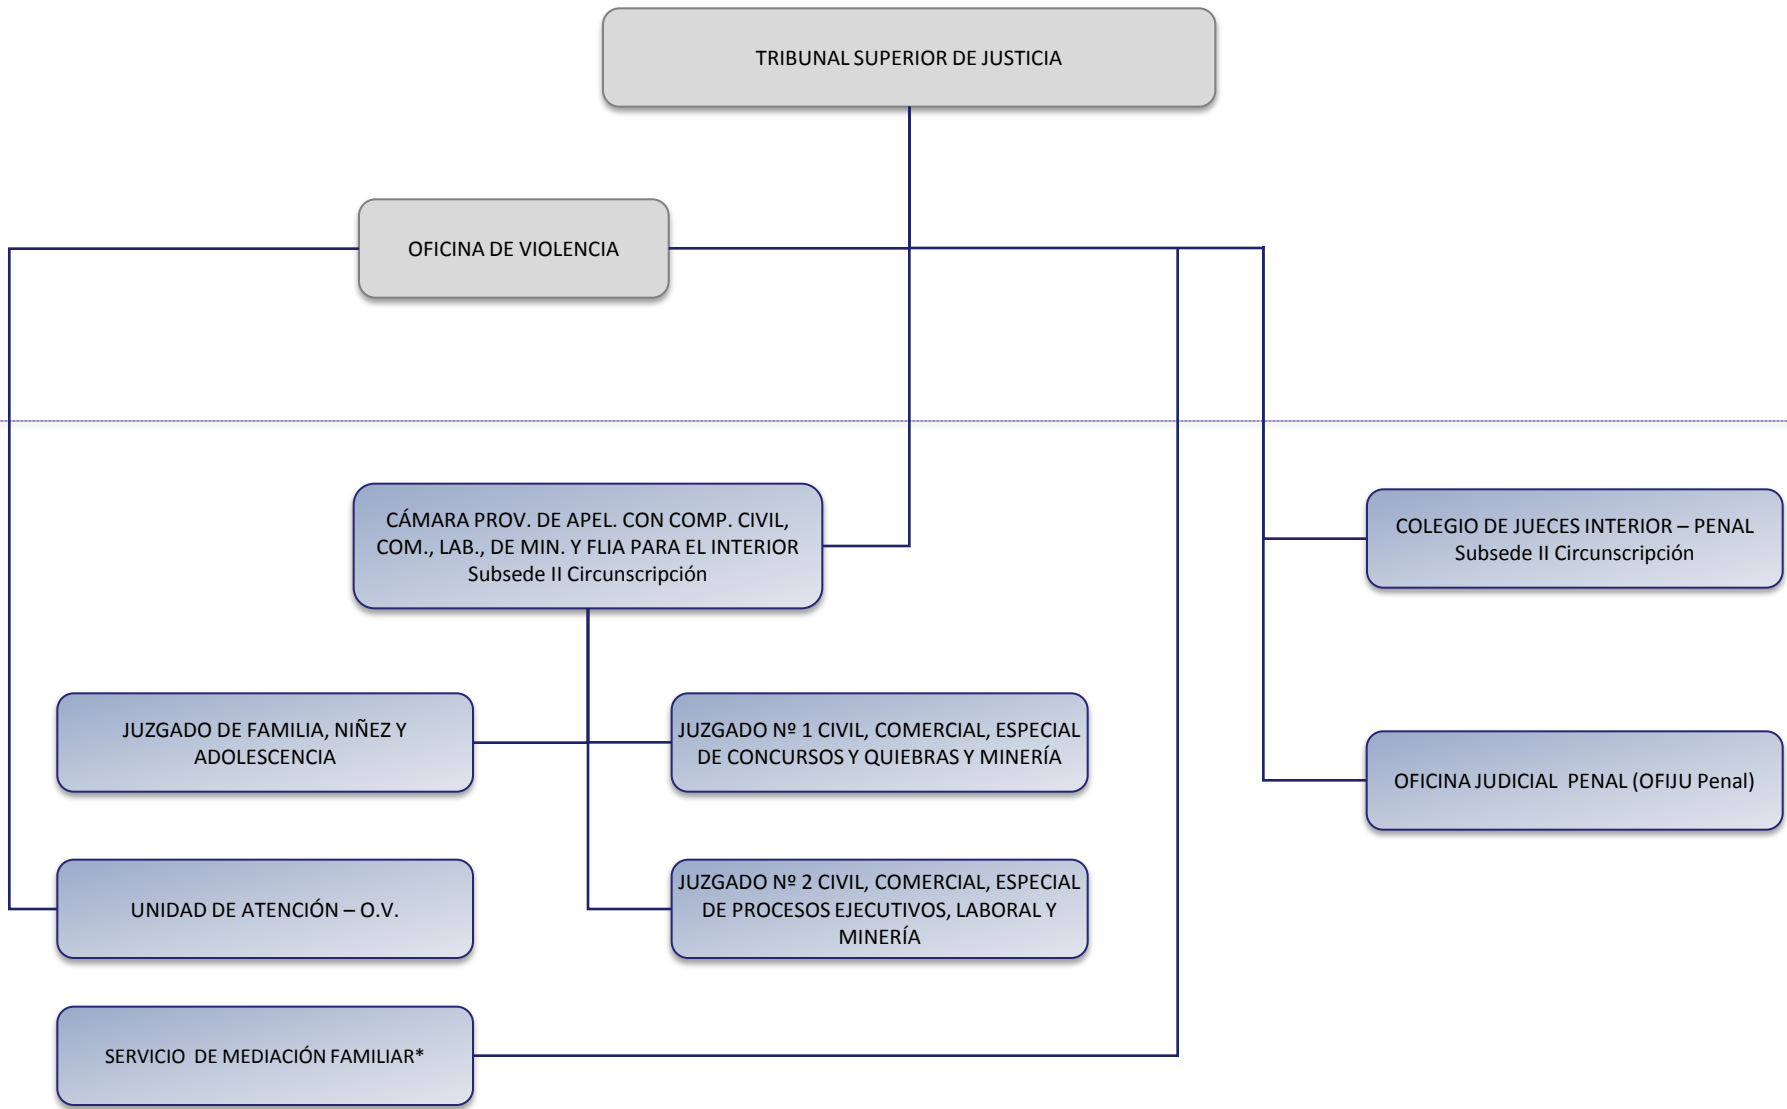 TRIBUNAL SUPERIOR DE JUSTICIA
OFICINA DE VIOLENCIA
CÁMARA PROV. DE APEL. CON COMP. CIVIL,
COM., LAB., DE MIN. Y FLIA PARA EL INTERIOR
Subsede II Circunscripción
COLEGIO DE JUECES INTERIOR – PENAL
Subsede II Circunscripción
JUZGADO DE FAMILIA, NIÑEZ Y
ADOLESCENCIA
JUZGADO Nº 1 CIVIL, COMERCIAL, ESPECIAL
DE CONCURSOS Y QUIEBRAS Y MINERÍA
OFICINA JUDICIAL PENAL (OFIJU Penal)
UNIDAD DE ATENCIÓN – O.V.
JUZGADO Nº 2 CIVIL, COMERCIAL, ESPECIAL
DE PROCESOS EJECUTIVOS, LABORAL Y
MINERÍA
SERVICIO DE MEDIACIÓN FAMILIAR*